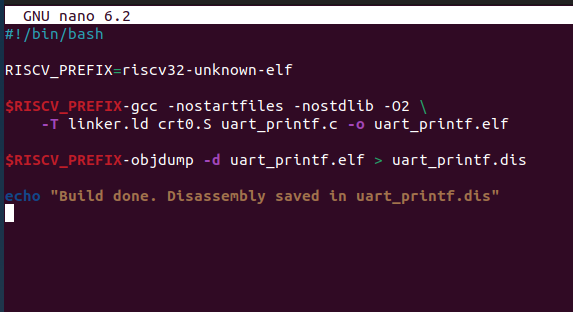 GNU nano 6.2
#!/bin/bash
RISCV_PREFIX=riscv32-unknown-elf
$RISCV_PREFIX-gcc -nostartfiles -nostdlib -O2 \
-T linker.ld crt0.S uart_printf.c -o uart_printf.elf
$RISCV_PREFIX-objdump -d uart_printf.elf > uart_printf.dis
echo "Build done. Disassembly saved in uart_printf.dis"